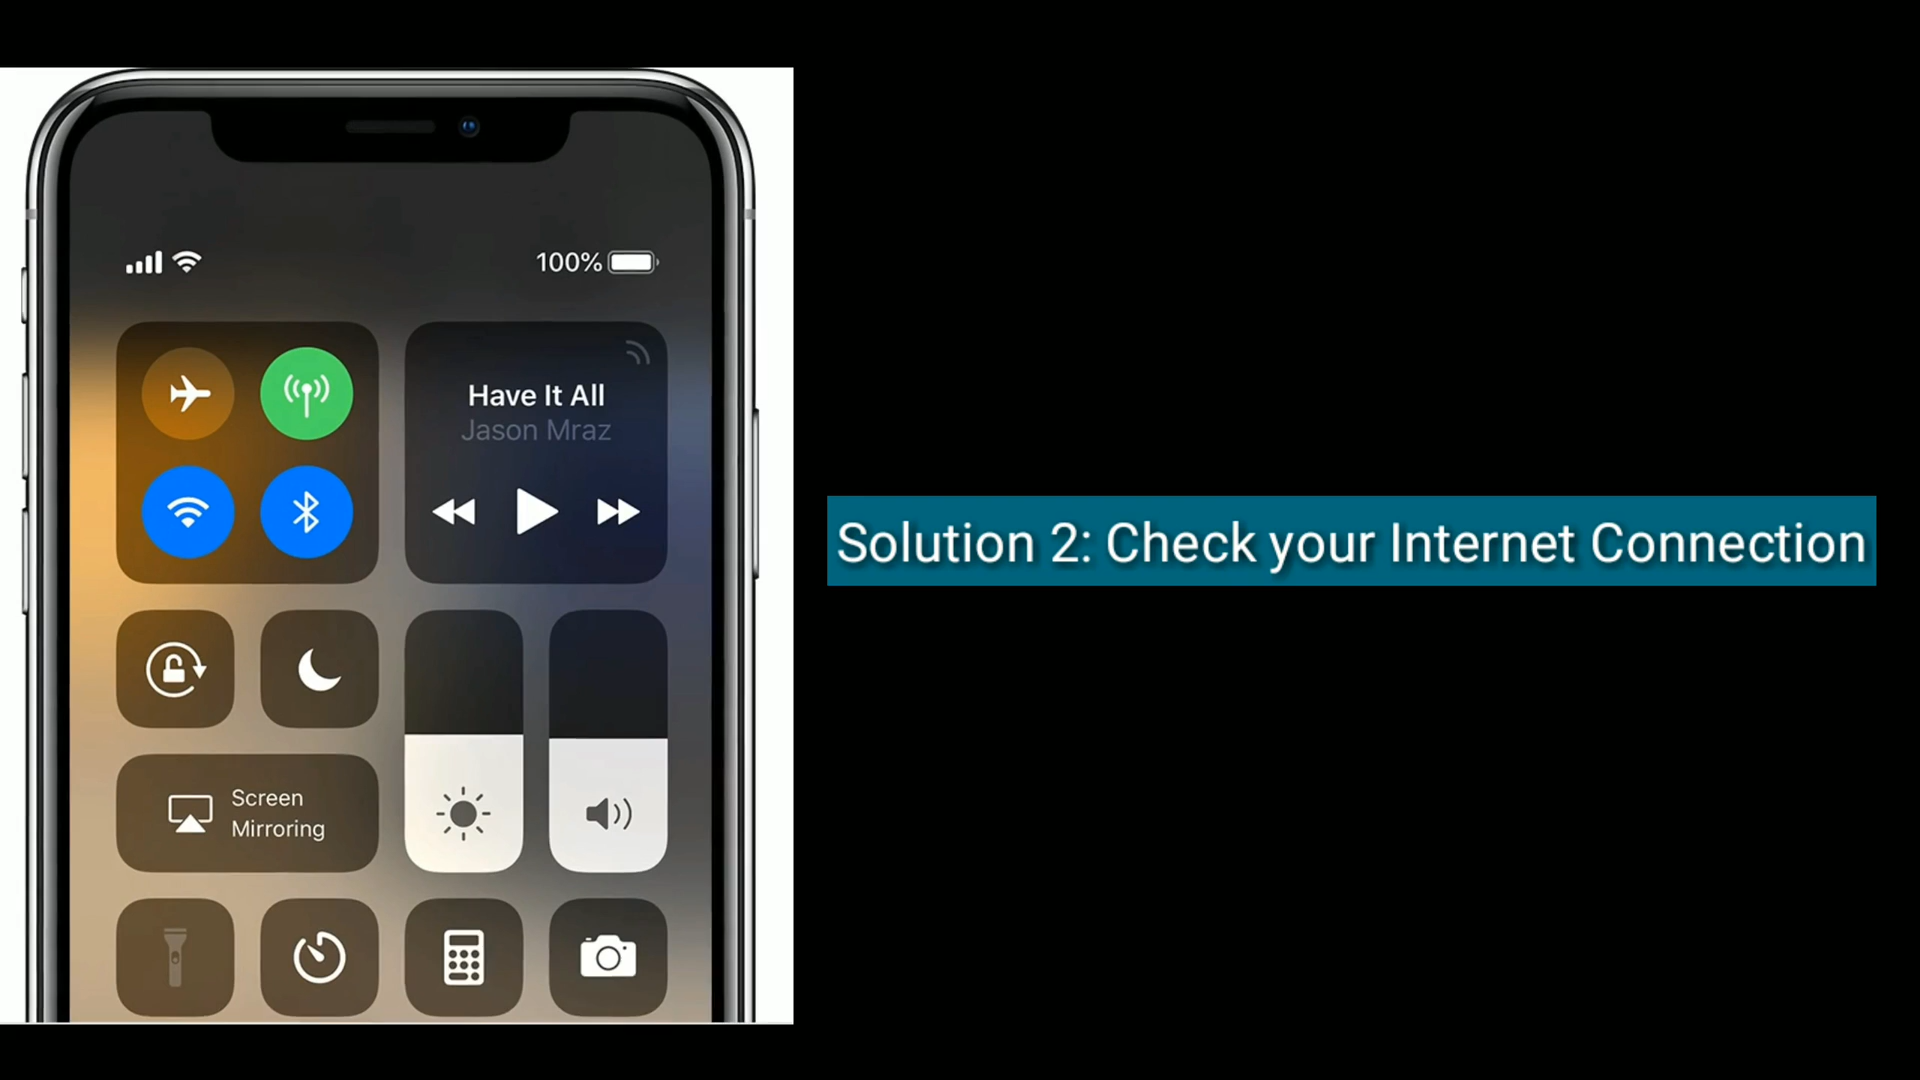 100%
Have It All
Jason Mraz
Screen
Mirroring
Solution 2: Check your Internet Connection